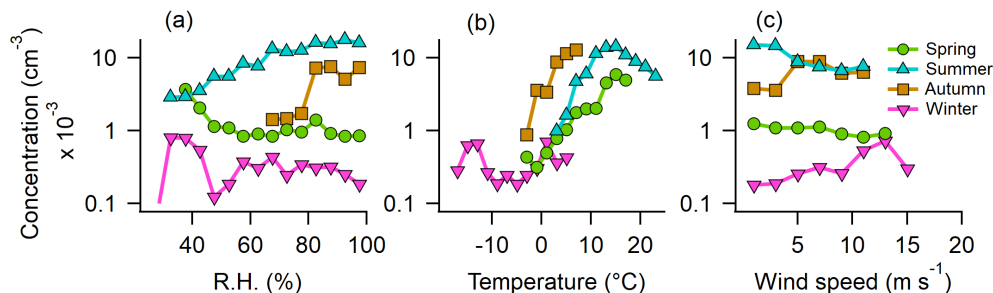 (a)
(b)
(c)
Concentration (cm⁻³)
x 10⁻³
10
1
0.1
40
60
80
100
R.H. (%)
10
1
0.1
-10
0
10
20
Temperature (°C)
10
1
0.1
5
10
15
20
Wind speed (m s⁻¹)
Spring
Summer
Autumn
Winter